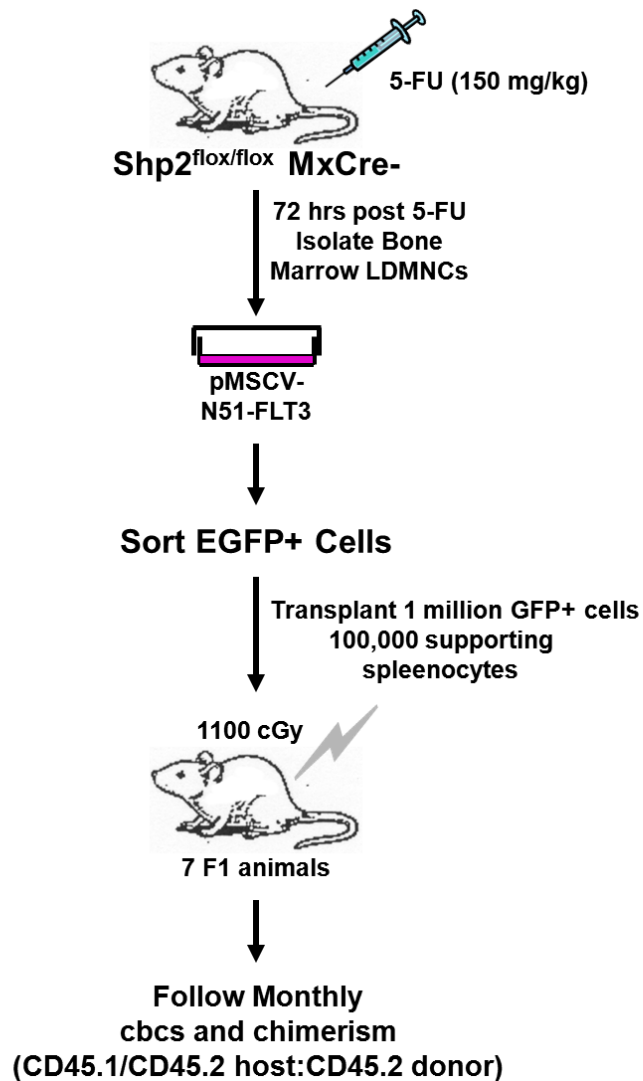 5-FU (150 mg/kg)
Shp2flox/flox MxCre-
72 hrs post 5-FU
Isolate Bone
Marrow LDMNCs
pMSCV-
N51-FLT3
Sort EGFP+ Cells
Transplant 1 million GFP+ cells
100,000 supporting
spleenocytes
1100 cGy
7 F1 animals
Follow Monthly
cbcs and chimerism
(CD45.1/CD45.2 host:CD45.2 donor)